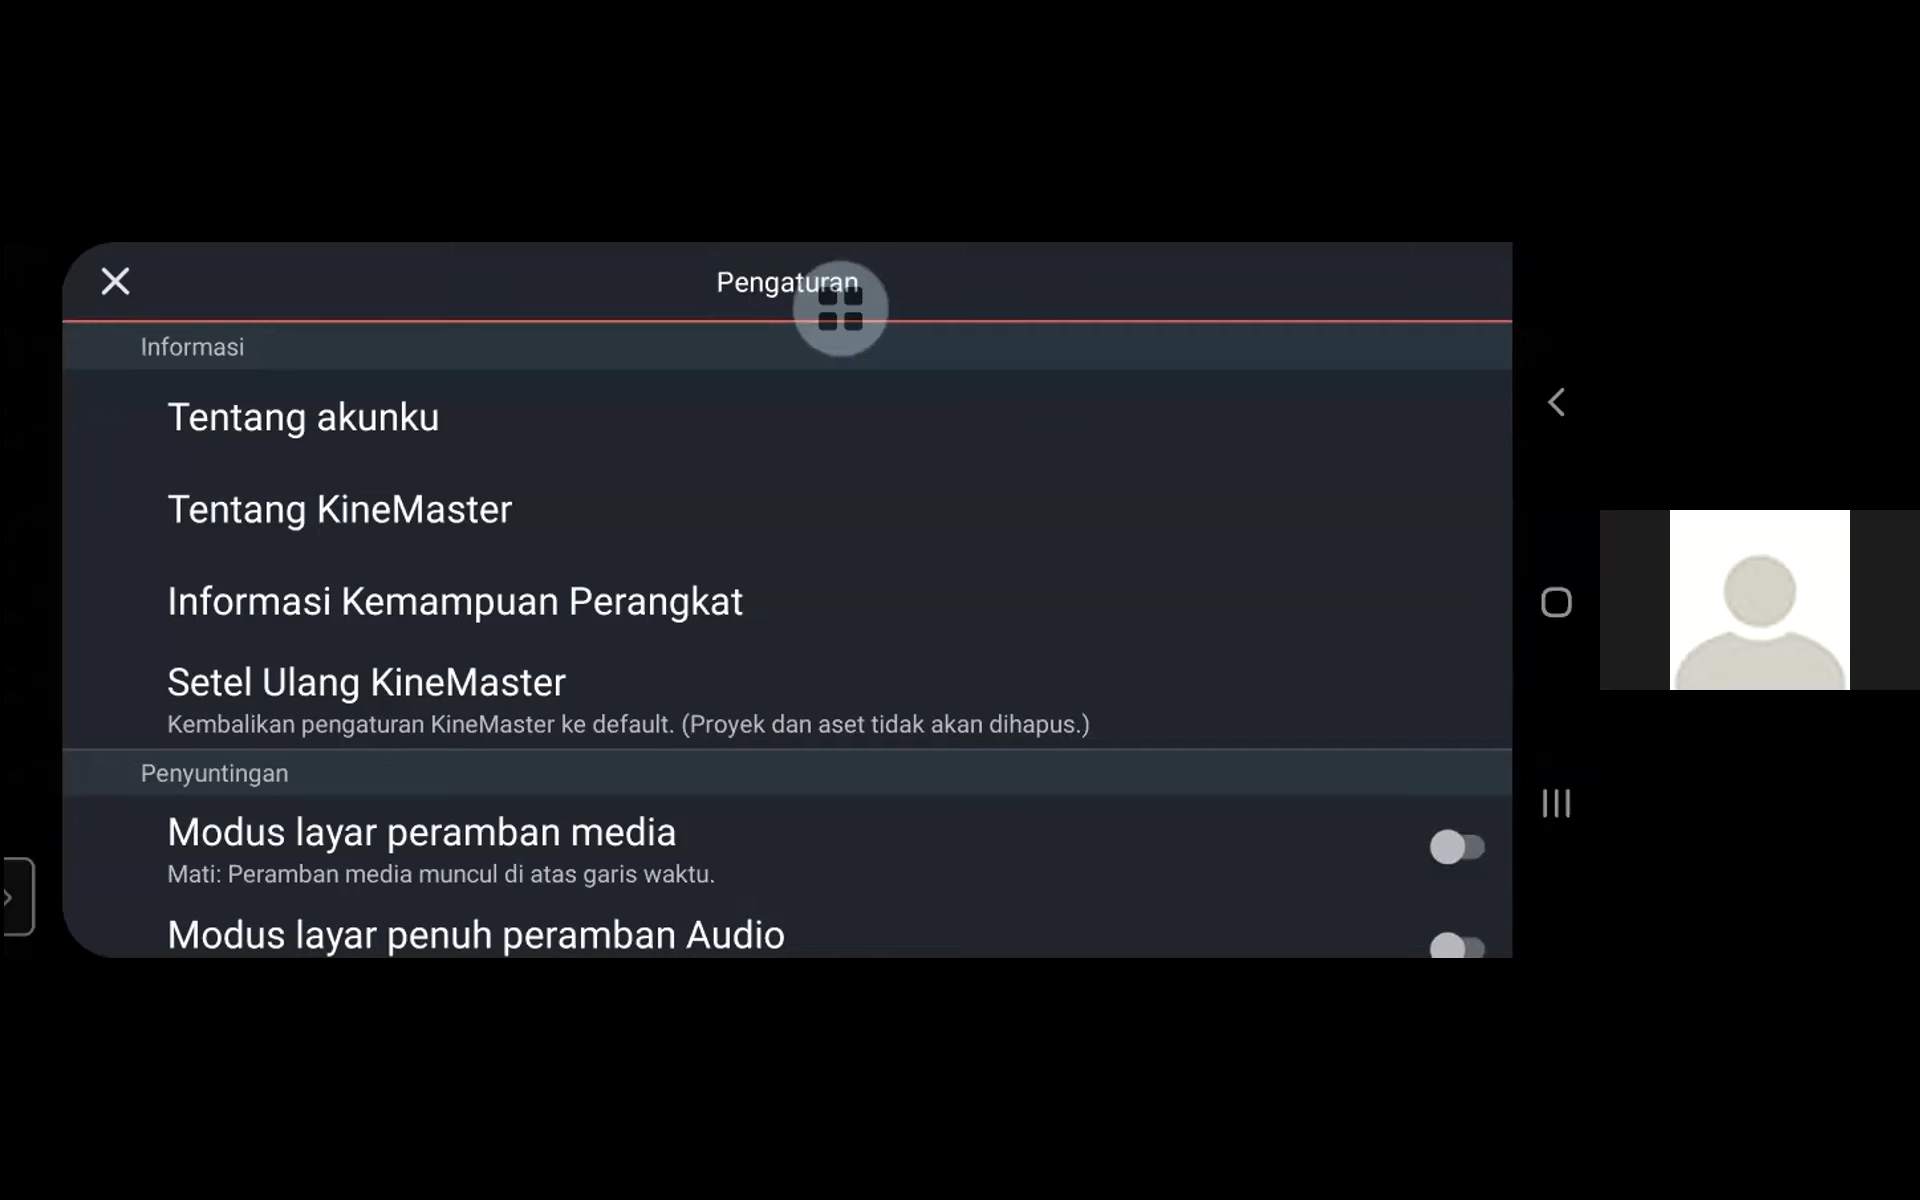 Pengaturan
Informasi
Tentang akunku
Tentang KineMaster
Informasi Kemampuan Perangkat
Setel Ulang KineMaster
Kembalikan pengaturan KineMaster ke default. (Proyek dan aset tidak akan dihapus.)
Penyuntingan
Modus layar peramban media
Mati: Peramban media muncul di atas garis waktu.
Modus layar penuh peramban Audio